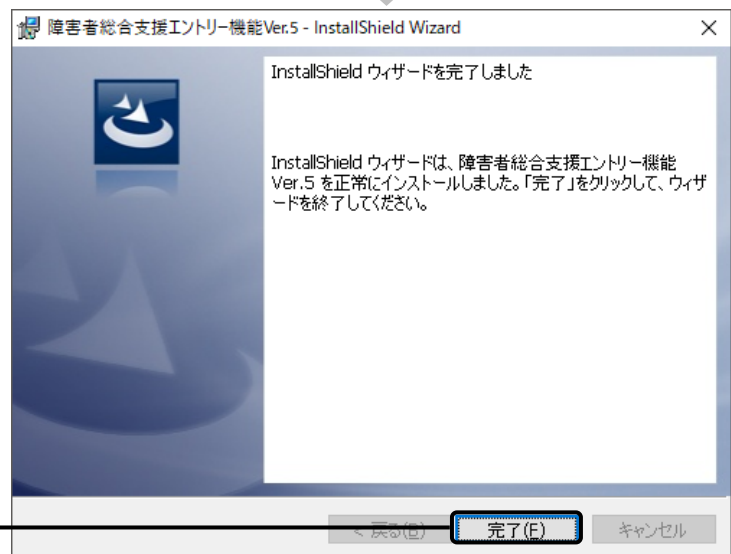 障害者総合支援エントリー機能Ver.5 - InstallShield Wizard
InstallShield ウィザードを完了しました
InstallShield ウィザードは、障害者総合支援エントリー機能
Ver.5 を正常にインストールしました。「完了」をクリックして、ウィザ
ードを終了してください。
< 戻る(B) 完了(F) キャンセル